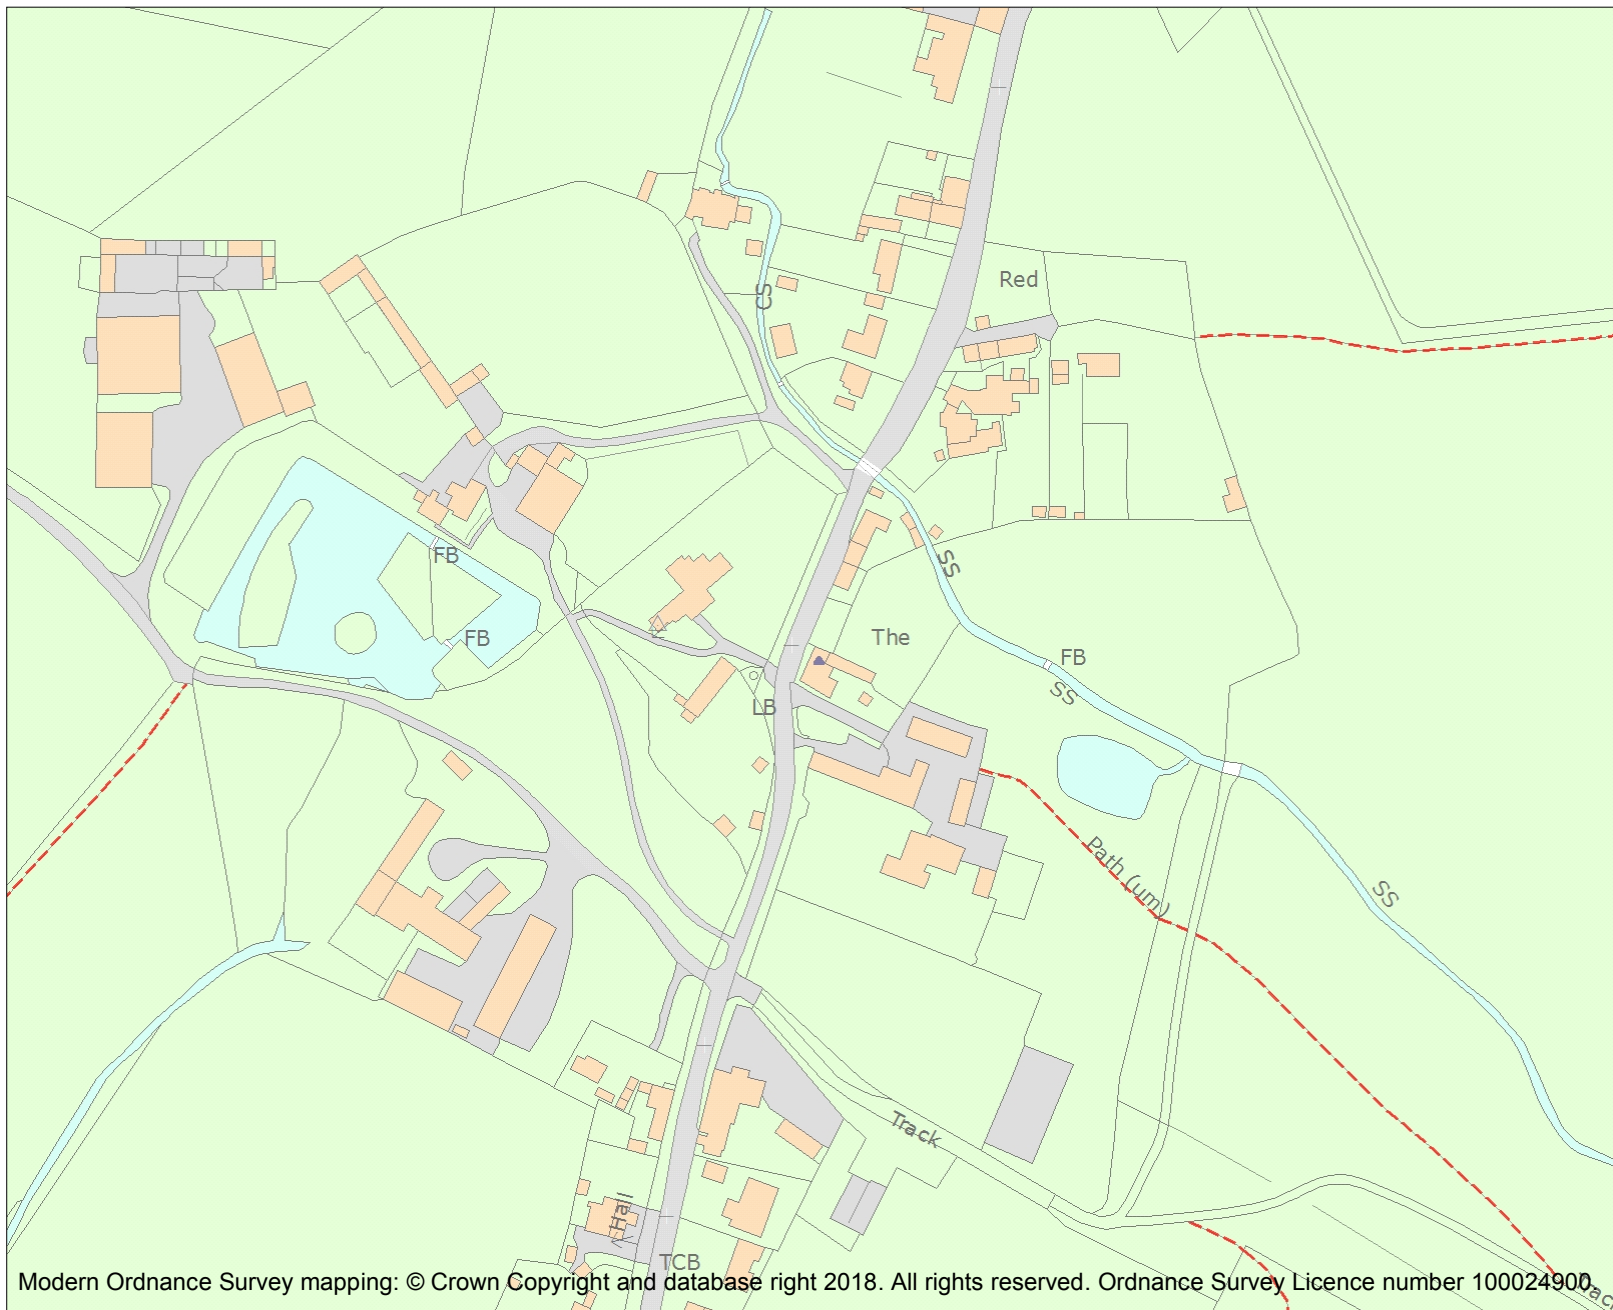 Red
CS
FB
SS
FB
The
FB
SS
LB
Path (um)
SS
Track
Hall
TCB
Modern Ordnance Survey mapping: © Crown Copyright and database right 2018. All rights reserved. Ordnance Survey Licence number 100024900.